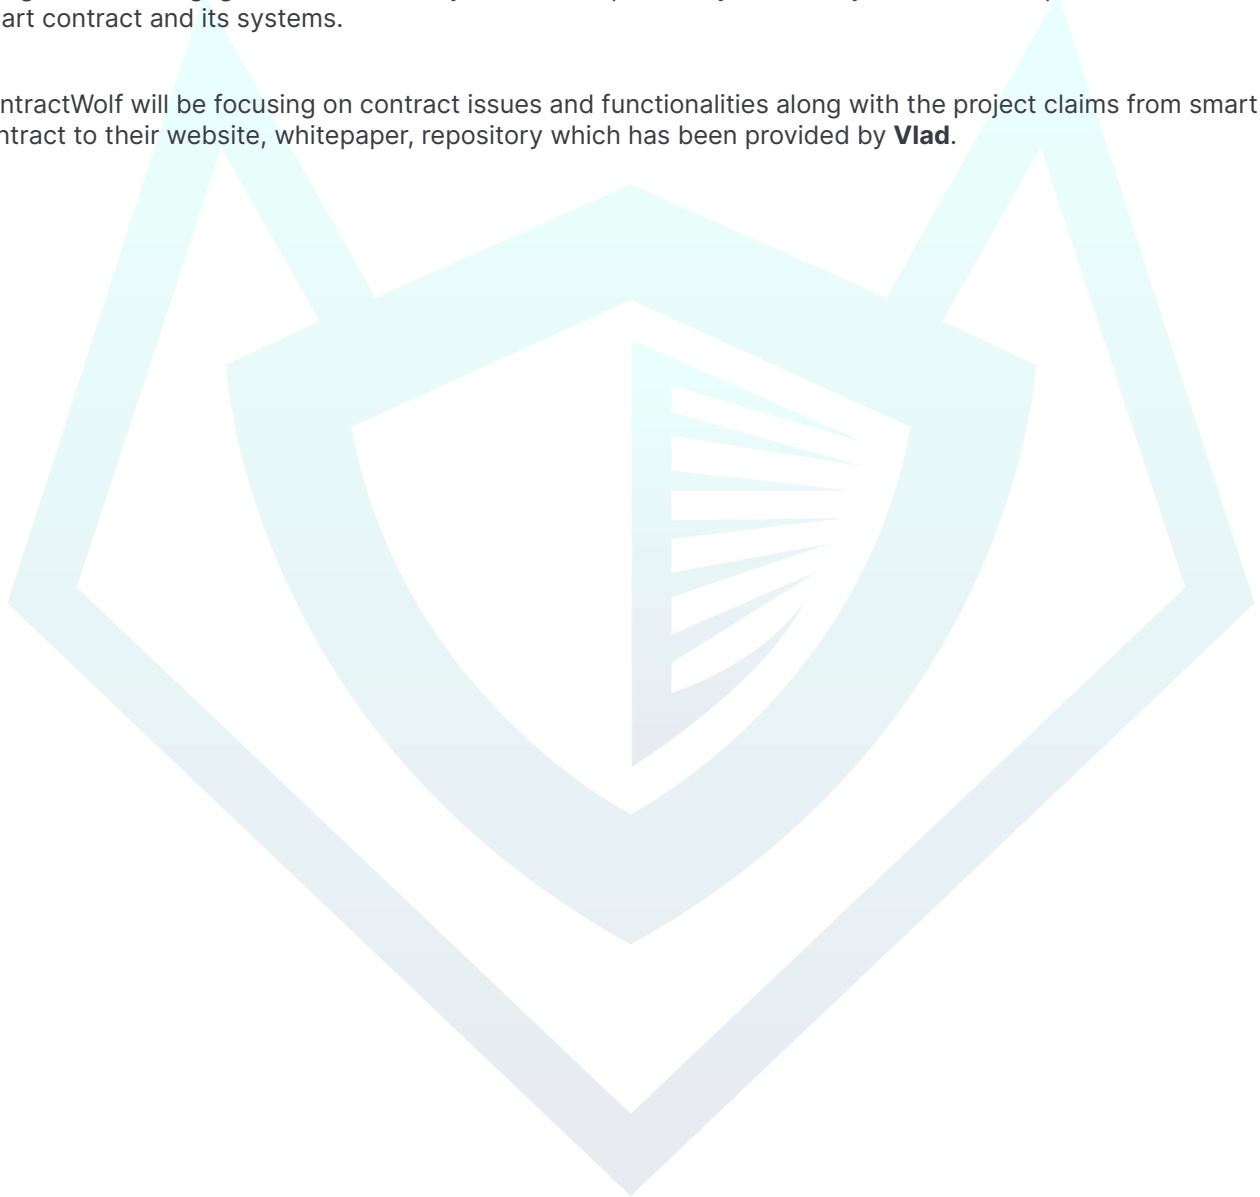 art contract and its systems.
ntractWolf will be focusing on contract issues and functionalities along with the project claims from smart
ntract to their website, whitepaper, repository which has been provided by Vlad.